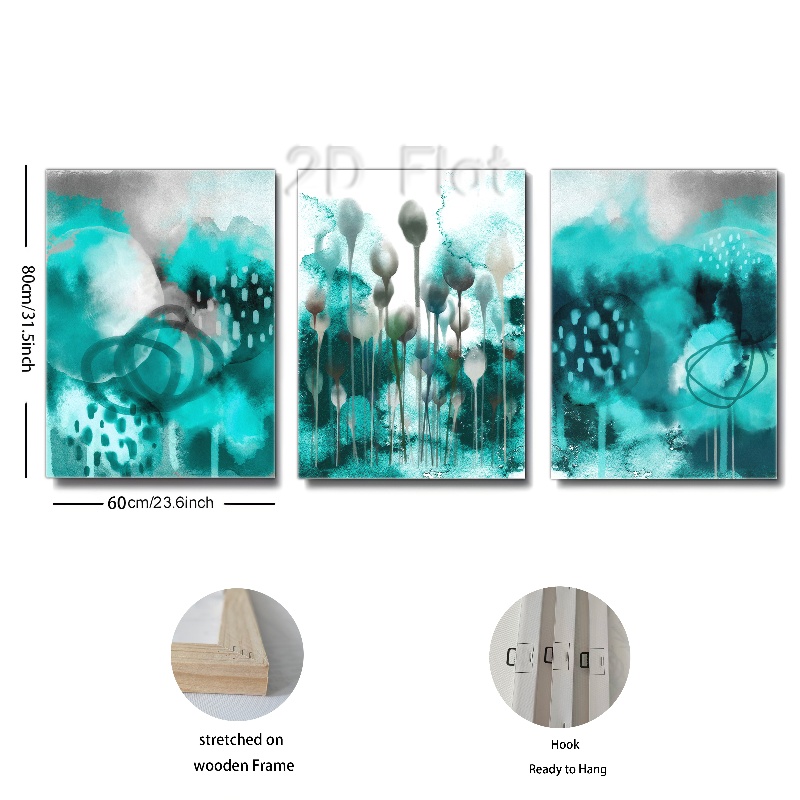 2D Flat
80cm/31.5inch
60cm/23.6inch
stretched on
wooden Frame
Hook
Ready to Hang